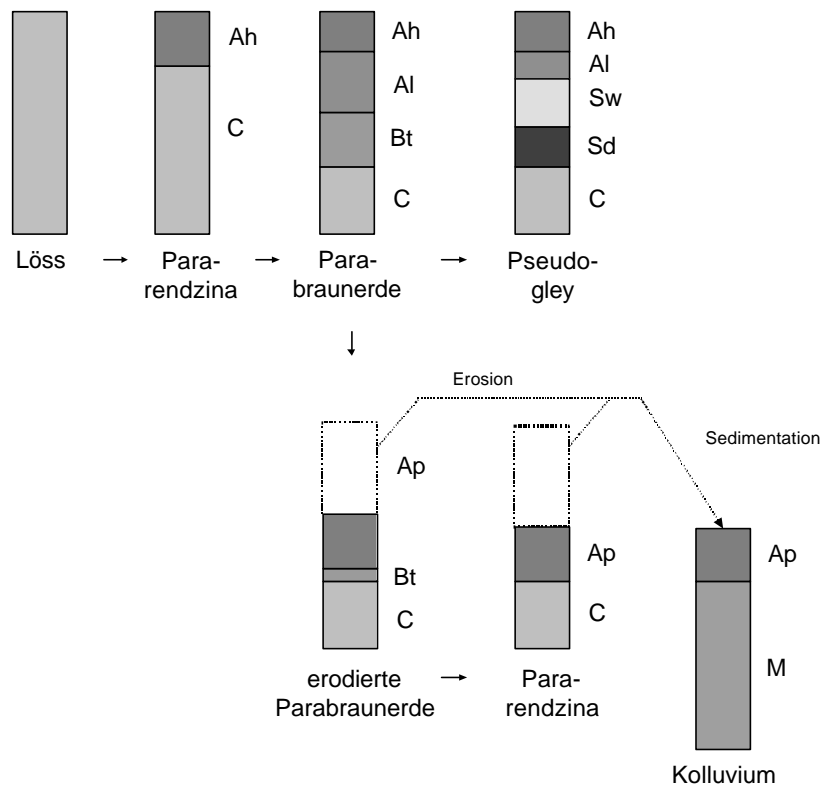 Ah
C
Ah
Al
Bt
C
Ah
Al
Sw
Sd
C
Löss
Para-
rendzina
Para-
braunerde
Pseudo-
gley
Erosion
Sedimentation
Ap
Bt
C
Ap
C
Ap
M
erodierte
Parabraunerde
Para-
rendzina
Kolluvium